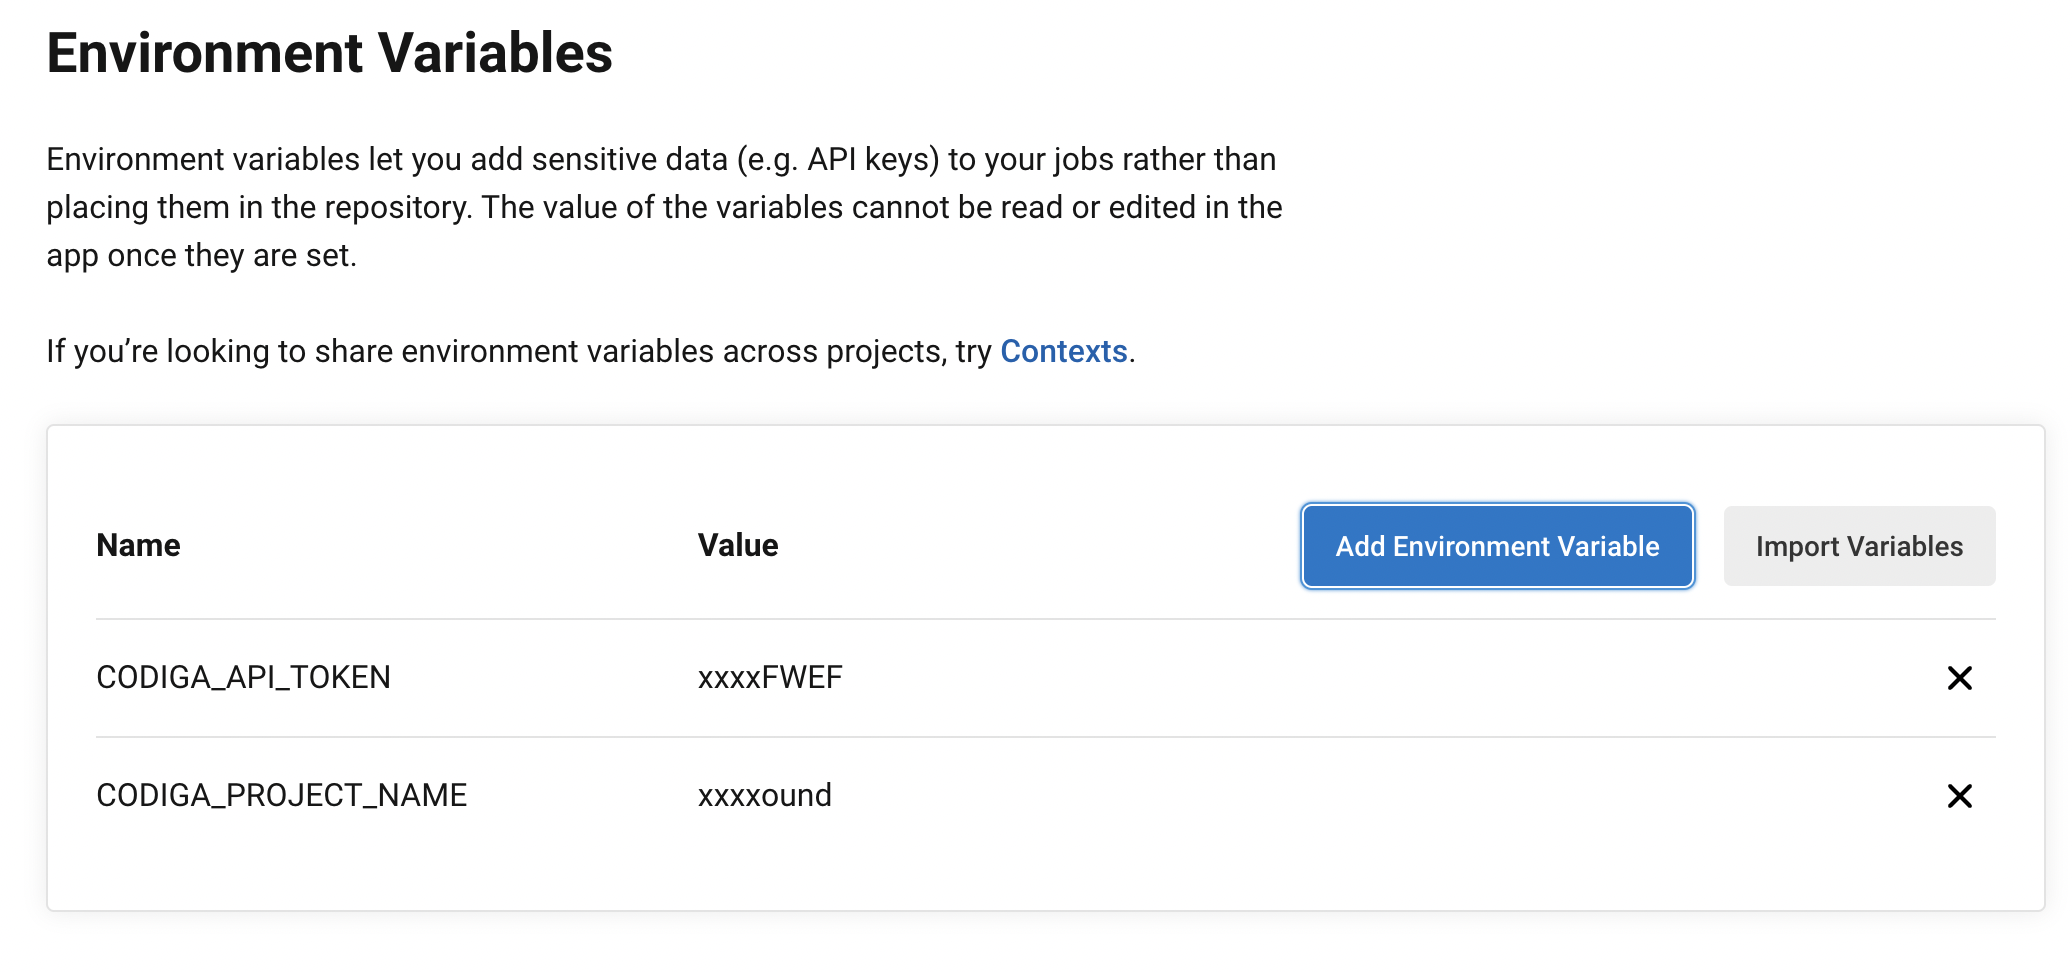 Environment Variables
Environment variables let you add sensitive data (e.g. API keys) to your jobs rather than
placing them in the repository. The value of the variables cannot be read or edited in the
app once they are set.
If you’re looking to share environment variables across projects, try Contexts.
Name Value Add Environment Variable Import Variables
CODIGA_API_TOKEN xxxxFWEF
CODIGA_PROJECT_NAME xxxxound